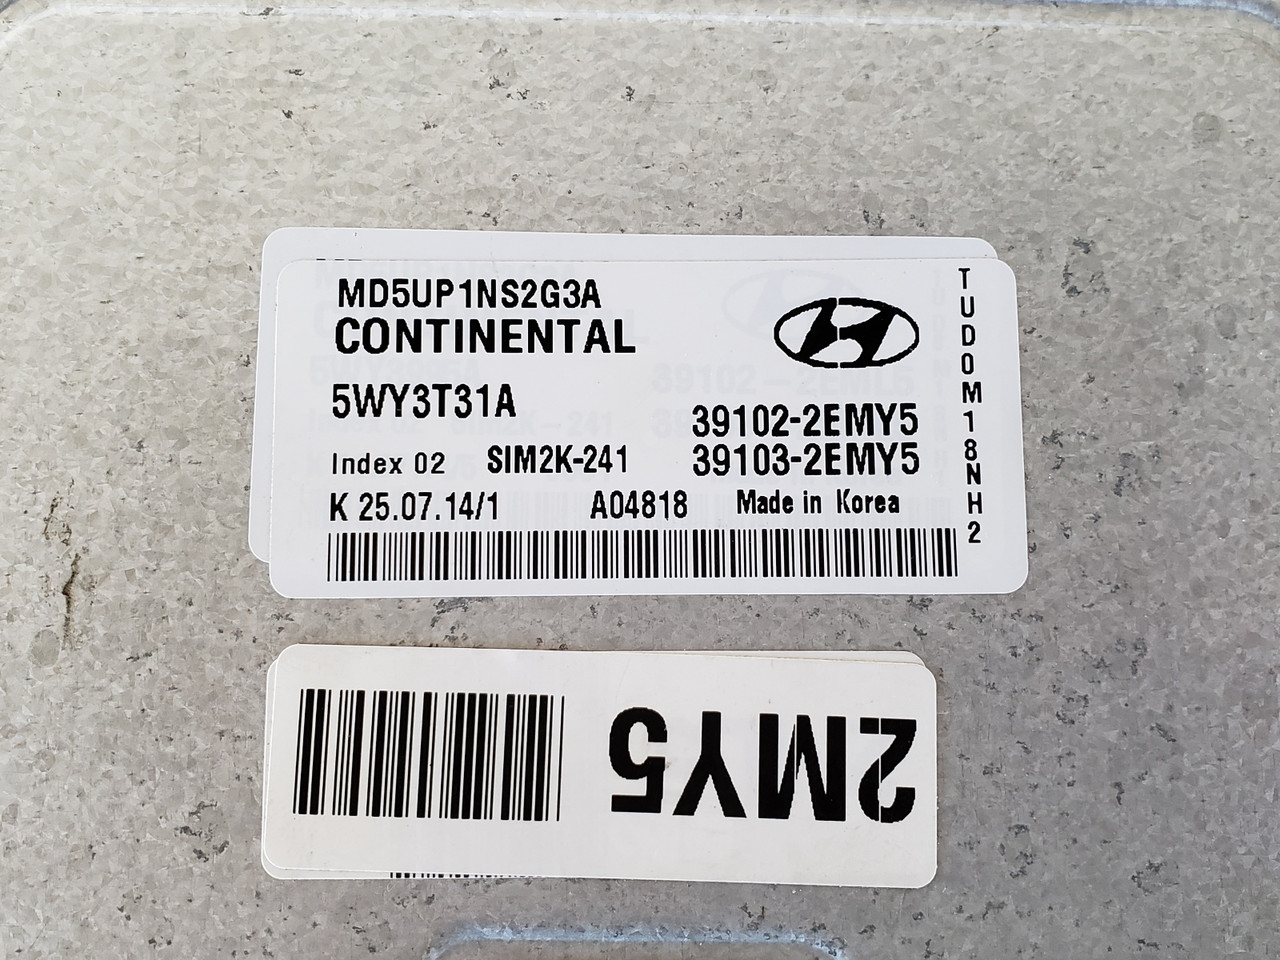 MD5UP1NS2G3A
CONTINENTAL
5WY3T31A
39102-2EMY5
Index 02 SIM2K-241 39103-2EMY5
K 25.07.14/1 A04818 Made in Korea
TUD0M18NH2
2MY5